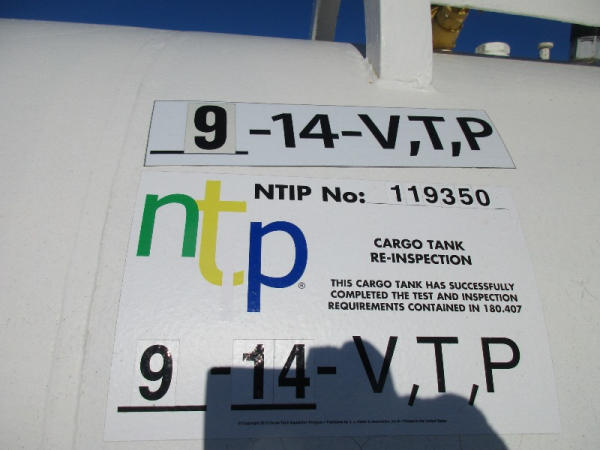 9-14-V,T,P
ntp®
NTIP No: 119350
CARGO TANK
RE-INSPECTION
THIS CARGO TANK HAS SUCCESSFULLY
COMPLETED THE TEST AND INSPECTION
REQUIREMENTS CONTAINED IN 180.407
9-14-V,T,P